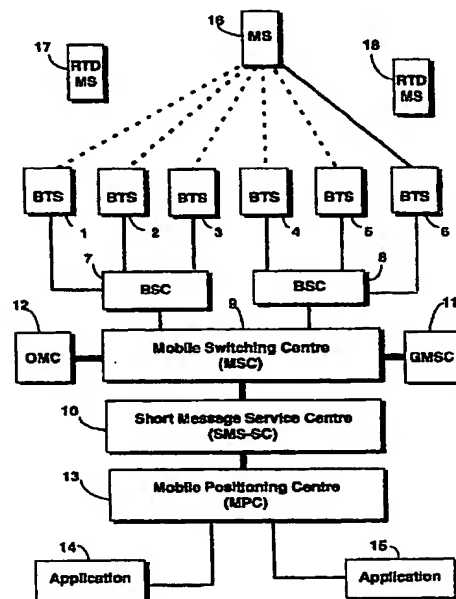 16
MS
17
RTD
MS
18
RTD
MS
BTS
BTS
BTS
BTS
BTS
BTS
1
2
3
4
5
6
7
BSC
8
BSC
9
12
OMC
Mobile Switching Centre
(MSC)
11
GMSC
10
Short Message Service Centre
(SMS-SC)
13
Mobile Positioning Centre
(MPC)
14
Application
15
Application